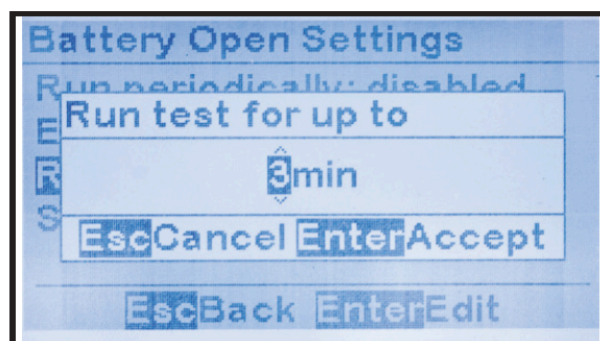 Battery Open Settings
Run periodically: disabled
E
Run test for up to
R
3min
S
EscCancel EnterAccept
EscBack EnterEdit